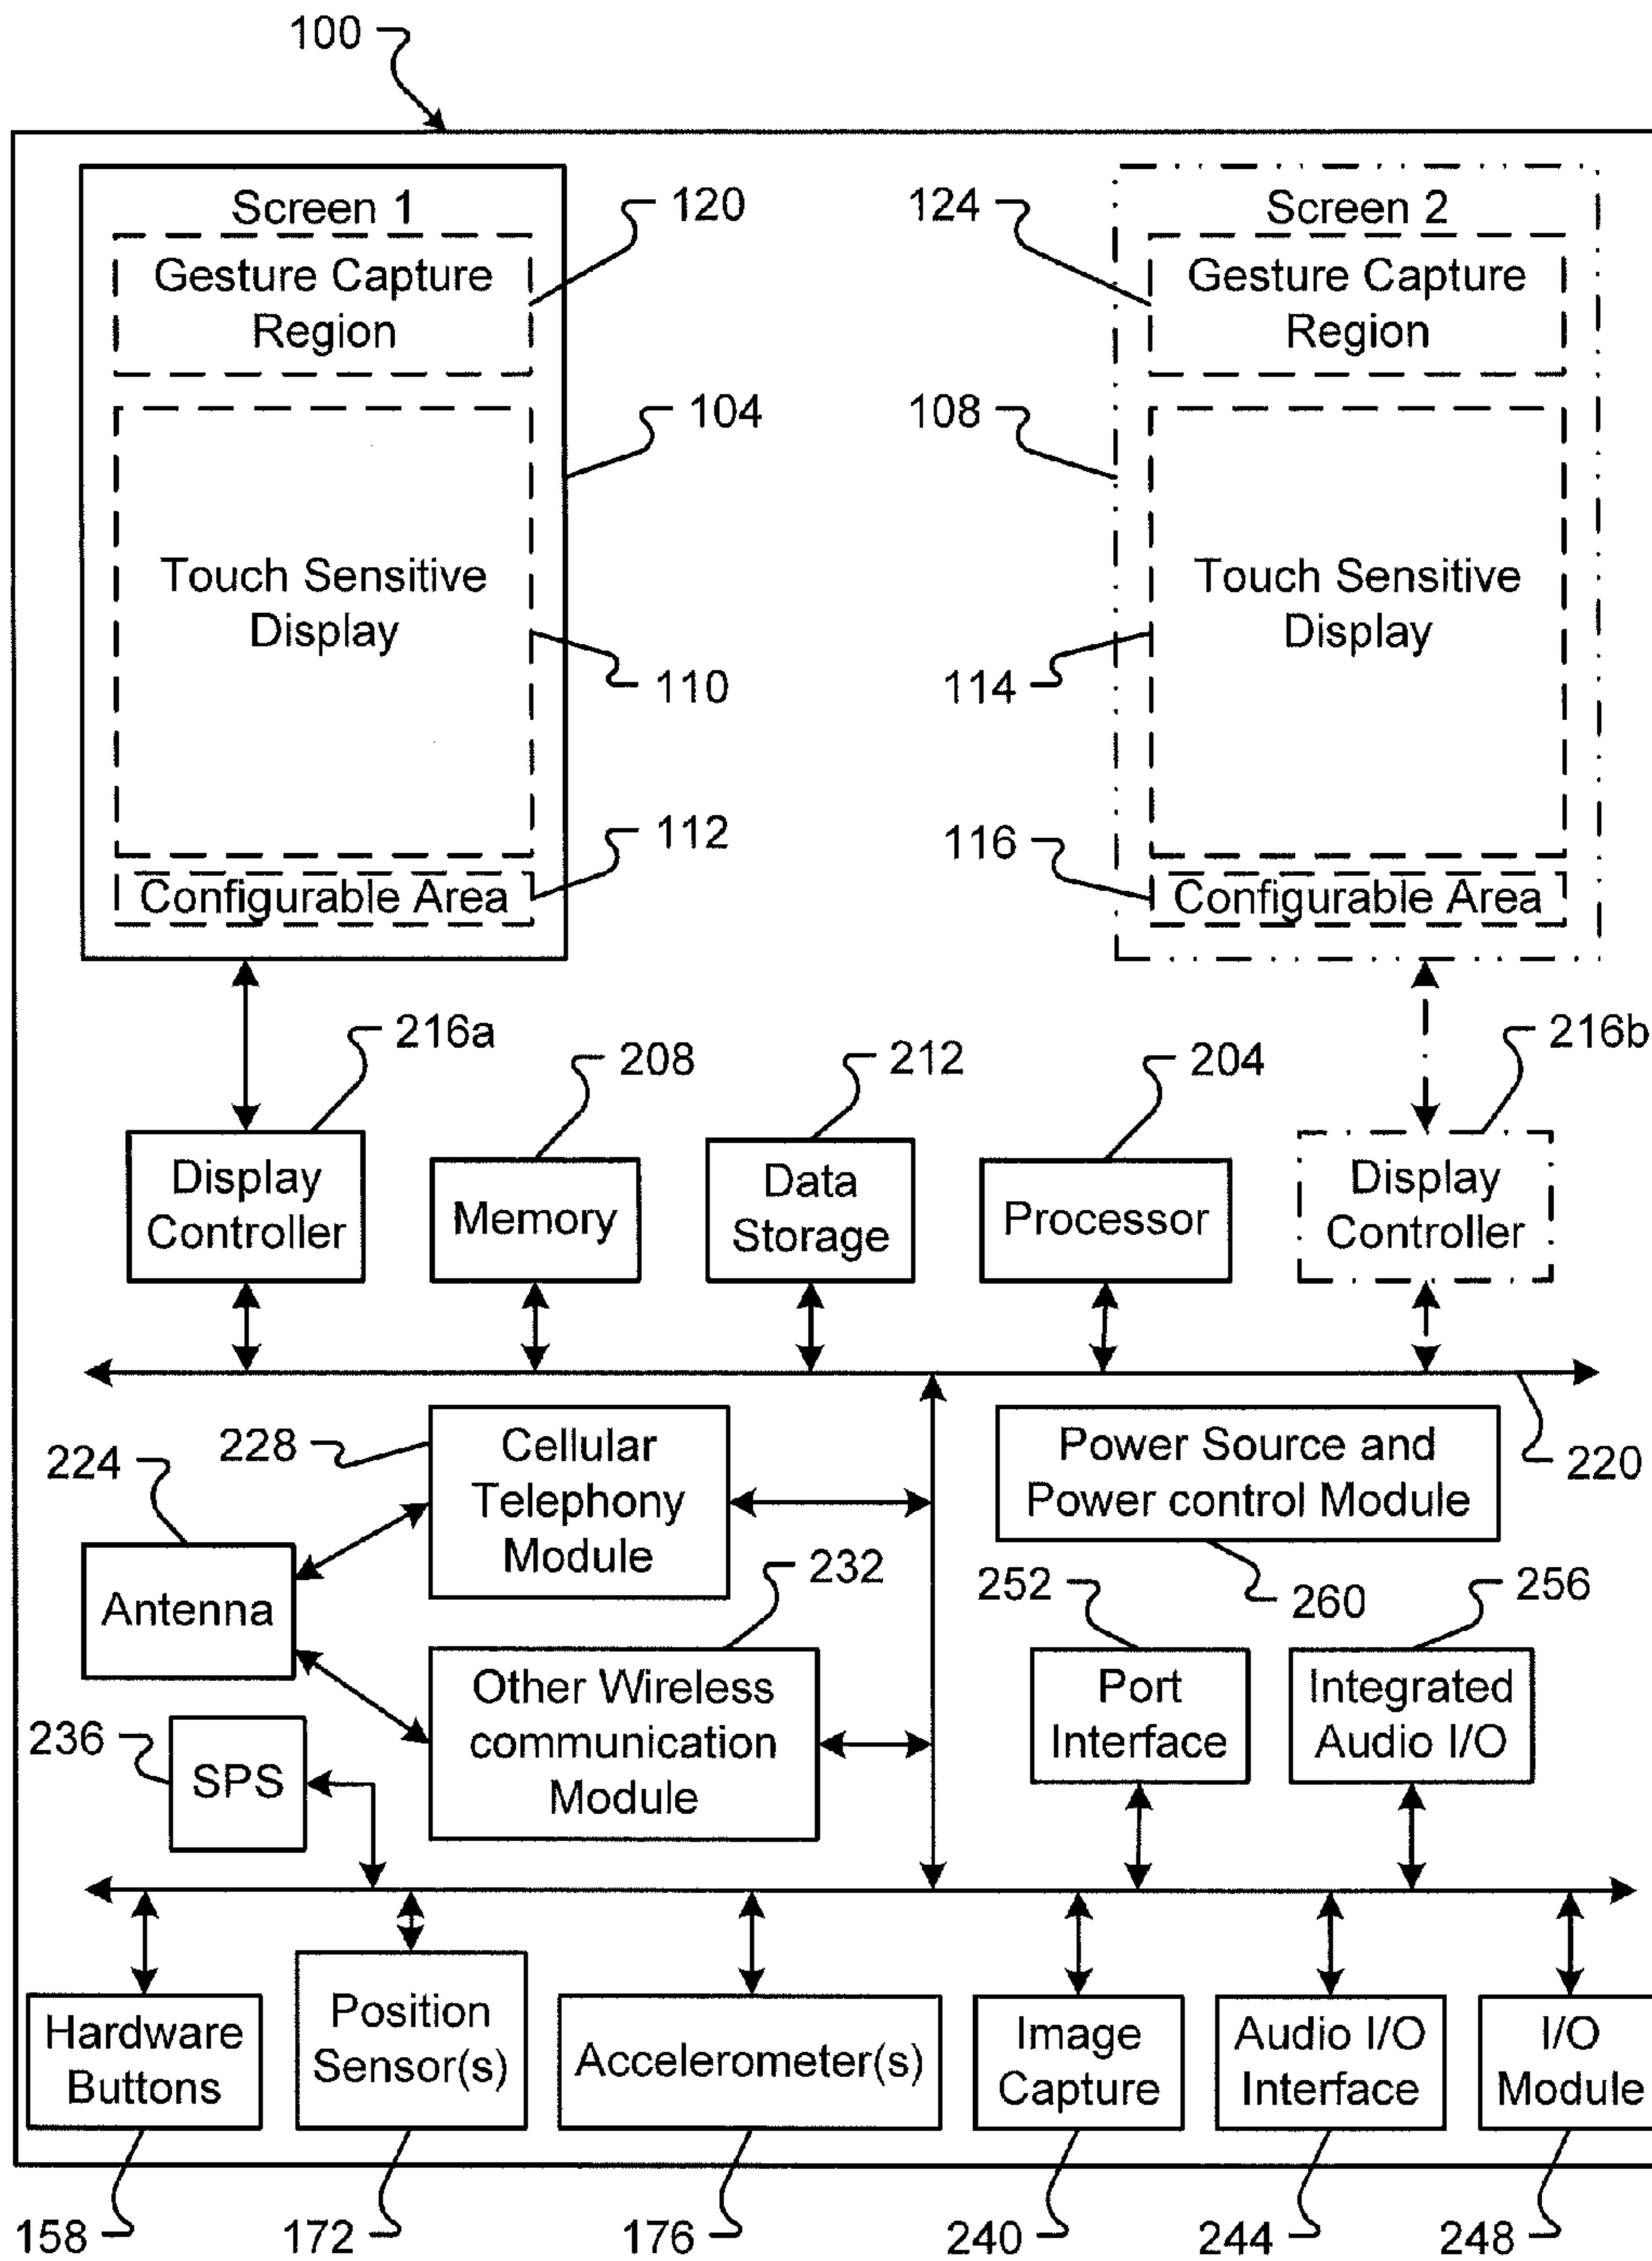 100
Screen 1
120
124
Screen 2
Gesture Capture
Region
Gesture Capture
Region
104
108
Touch Sensitive
Display
Touch Sensitive
Display
110
114
112
116
Configurable Area
Configurable Area
216a
208
212
204
216b
Display
Controller
Memory
Data
Storage
Processor
Display
Controller
228
Cellular
Telephony
Module
Power Source and
Power control Module
220
224
232
252
260
256
Antenna
Other Wireless
communication
Module
Port
Interface
Integrated
Audio I/O
236
SPS
Hardware
Buttons
Position
Sensor(s)
Accelerometer(s)
Image
Capture
Audio I/O
Interface
I/O
Module
158
172
176
240
244
248